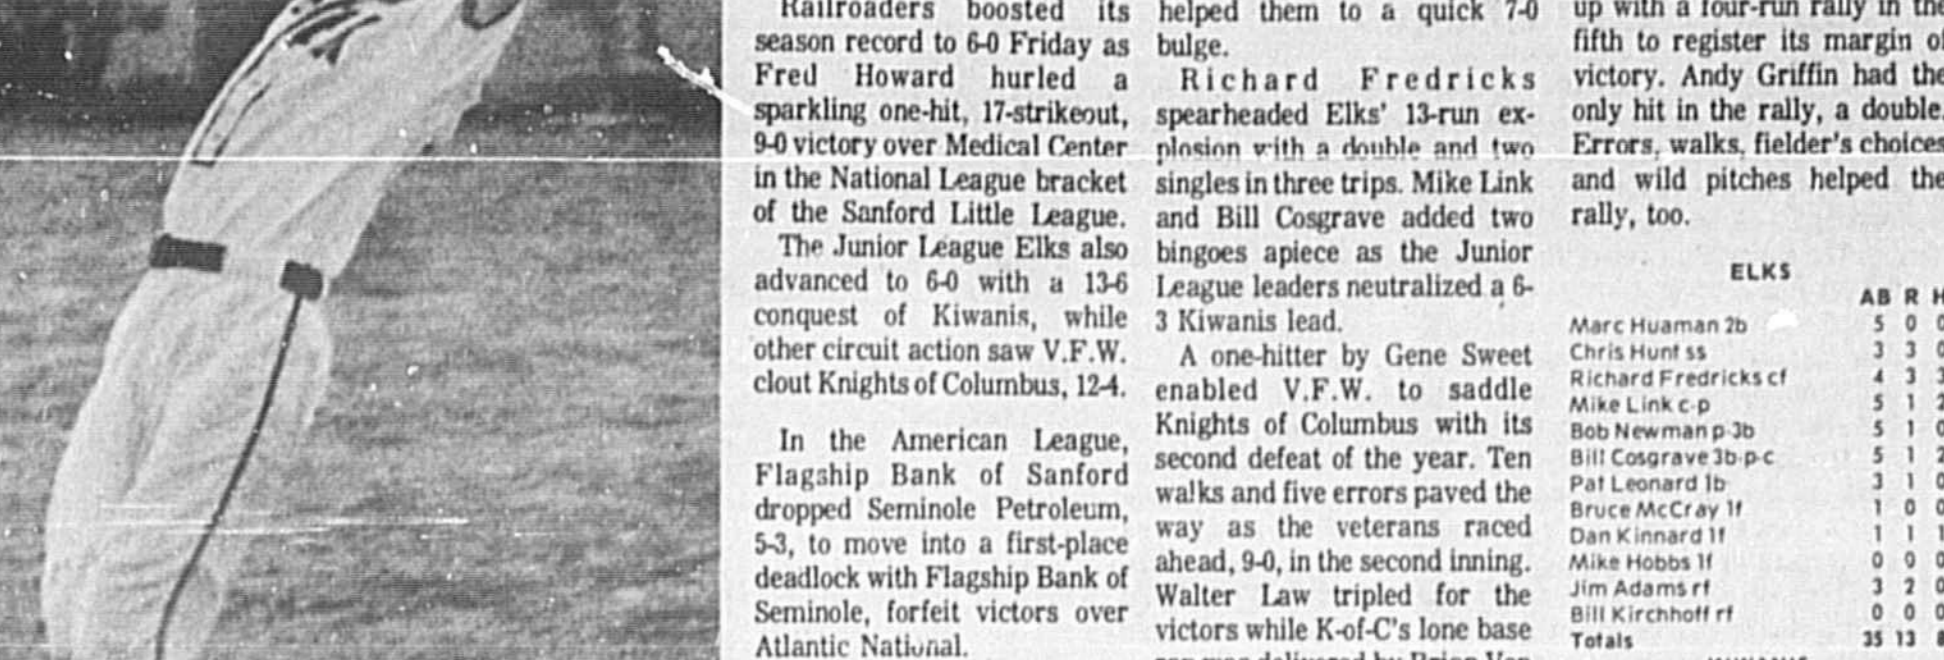 Railroaders boosted its
season record to 6-0 Friday as
Fred Howard hurled a
sparkling one-hit, 17-strikeout,
9-0 victory over Medical Center
in the National League bracket
of the Sanford Little League.
The Junior League Elks also
advanced to 6-0 with a 13-6
conquest of Kiwanis, while
other circuit action saw V.F.W.
clout Knights of Columbus, 12-4.
In the American League,
Flagship Bank of Sanford
dropped Seminole Petroleum,
5-3, to move into a first-place
deadlock with Flagship Bank of
Seminole, forfeit victors over
Atlantic National.
helped them to a quick 7-0
bulge.
Richard Fredricks
spearheaded Elks' 13-run ex-
plosion with a double and two
singles in three trips. Mike Link
and Bill Cosgrave added two
bingoes apiece as the Junior
League leaders neutralized a 6-
3 Kiwanis lead.
A one-hitter by Gene Sweet
enabled V.F.W. to saddle
Knights of Columbus with its
second defeat of the year. Ten
walks and five errors paved the
way as the veterans raced
ahead, 9-0, in the second inning.
Walter Law tripled for the
victors while K-of-C's lone base
up with a four-run rally in the
fifth to register its margin of
victory. Andy Griffin had the
only hit in the rally, a double.
Errors, walks, fielder's choices
and wild pitches helped the
rally, too.
ELKS
AB R H
Marc Huaman 2b 5 0 0
Chris Hunt ss 3 3 0
Richard Fredricks cf 4 3 3
Mike Link c-p 5 1 2
Bob Newman p-3b 5 1 0
Bill Cosgrave 3b-p-c 5 1 2
Pat Leonard 1b 3 1 0
Bruce McCray lf 1 0 0
Dan Kinnard lf 1 1 1
Mike Hobbs lf 0 0 0
Jim Adams rf 3 2 0
Bill Kirchhoff rf 0 0 0
Totals 35 13 8